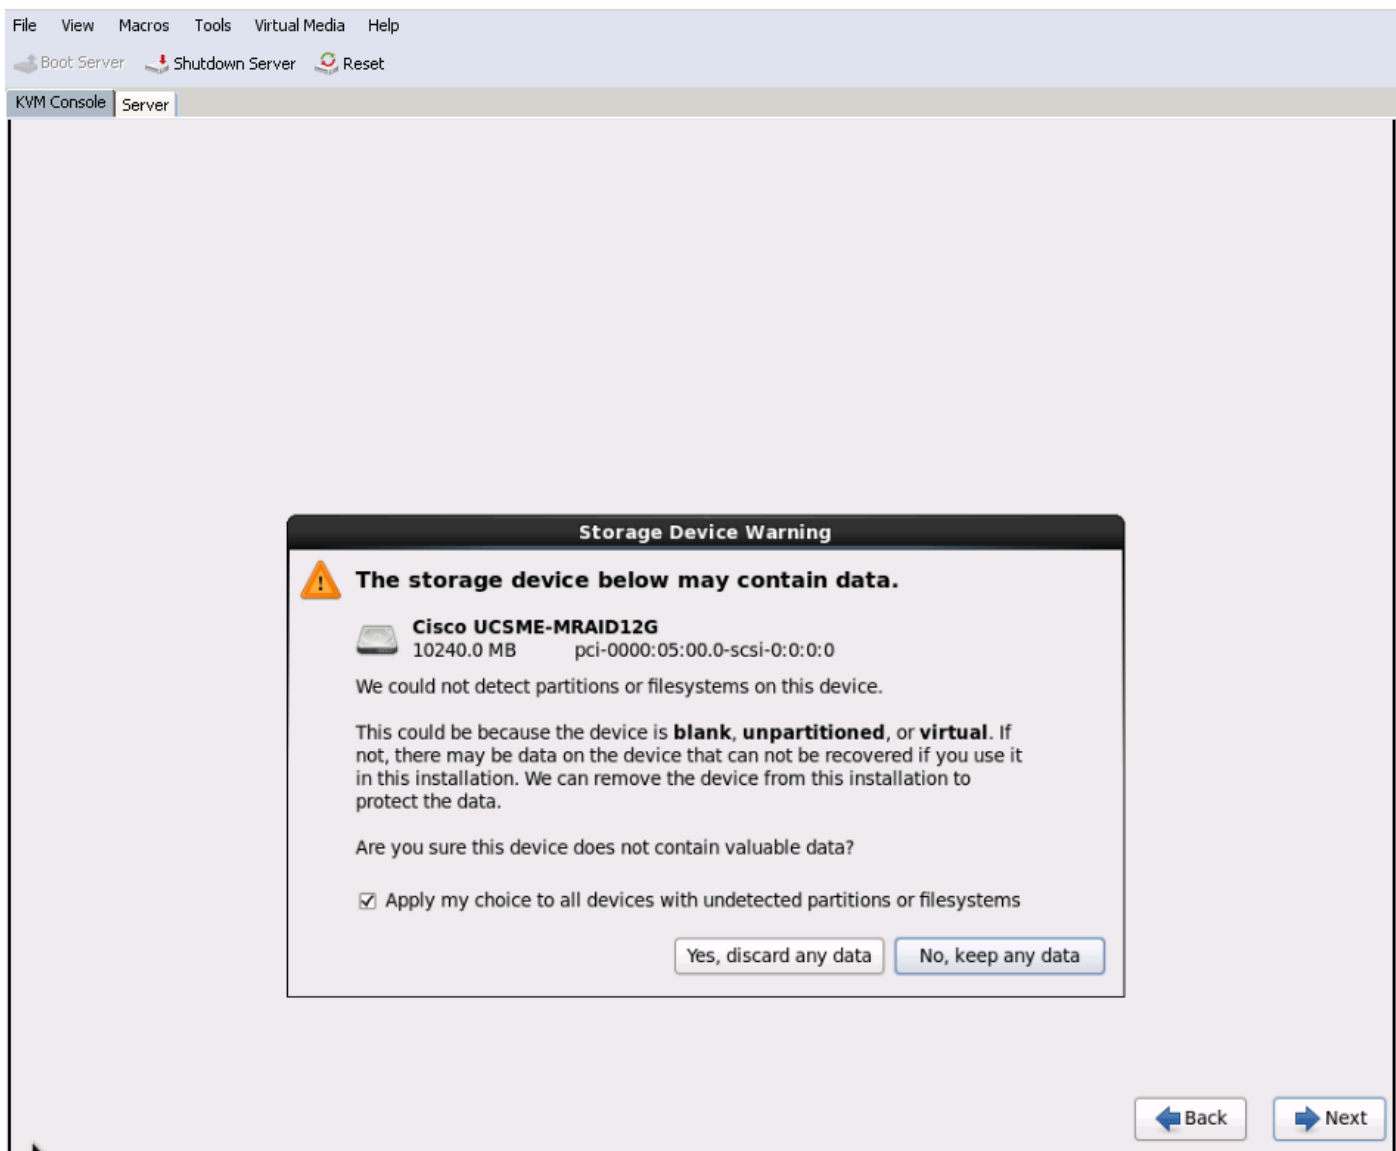 File View Macros Tools Virtual Media Help
Boot Server Shutdown Server Reset
KVM Console Server
Storage Device Warning
The storage device below may contain data.
Cisco UCSME-MRAID12G
10240.0 MB pci-0000:05:00.0-scsi-0:0:0:0
We could not detect partitions or filesystems on this device.
This could be because the device is blank, unpartitioned, or virtual. If
not, there may be data on the device that can not be recovered if you use it
in this installation. We can remove the device from this installation to
protect the data.
Are you sure this device does not contain valuable data?
Apply my choice to all devices with undetected partitions or filesystems
Yes, discard any data No, keep any data
Back Next